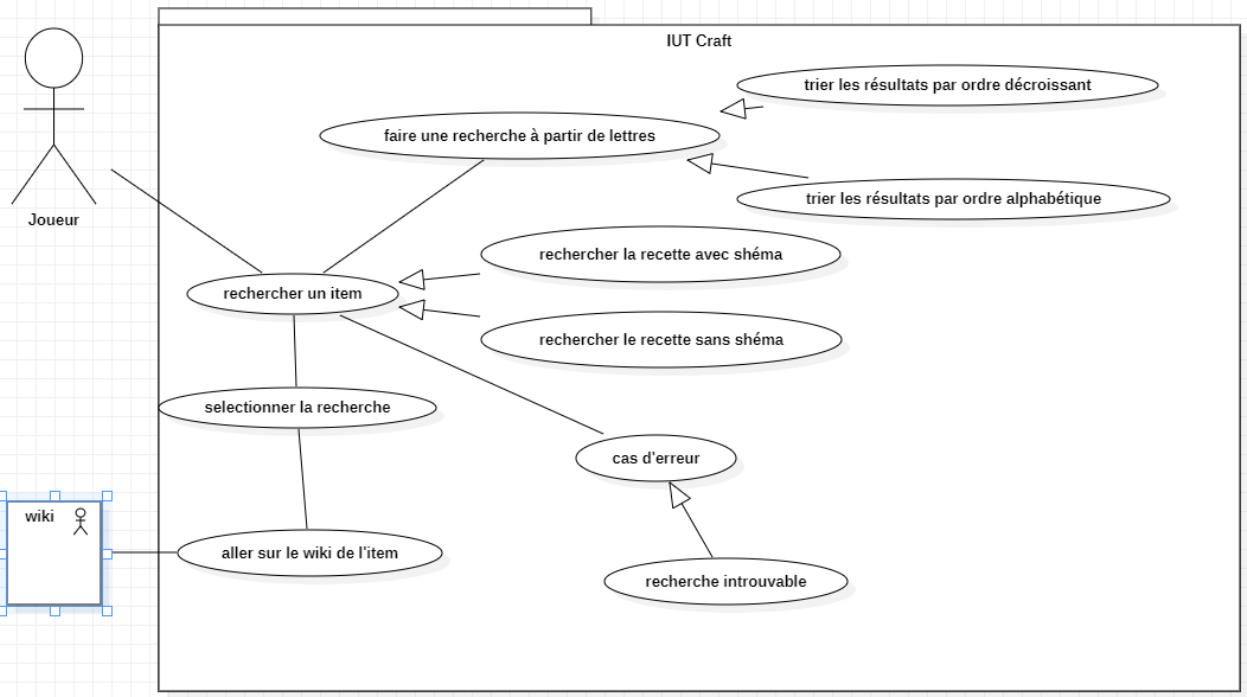 IUT Craft
trier les résultats par ordre décroissant
faire une recherche à partir de lettres
trier les résultats par ordre alphabétique
Joueur
rechercher la recette avec shéma
rechercher un item
rechercher le recette sans shéma
selectionner la recherche
cas d'erreur
wiki
aller sur le wiki de l'item
recherche introuvable